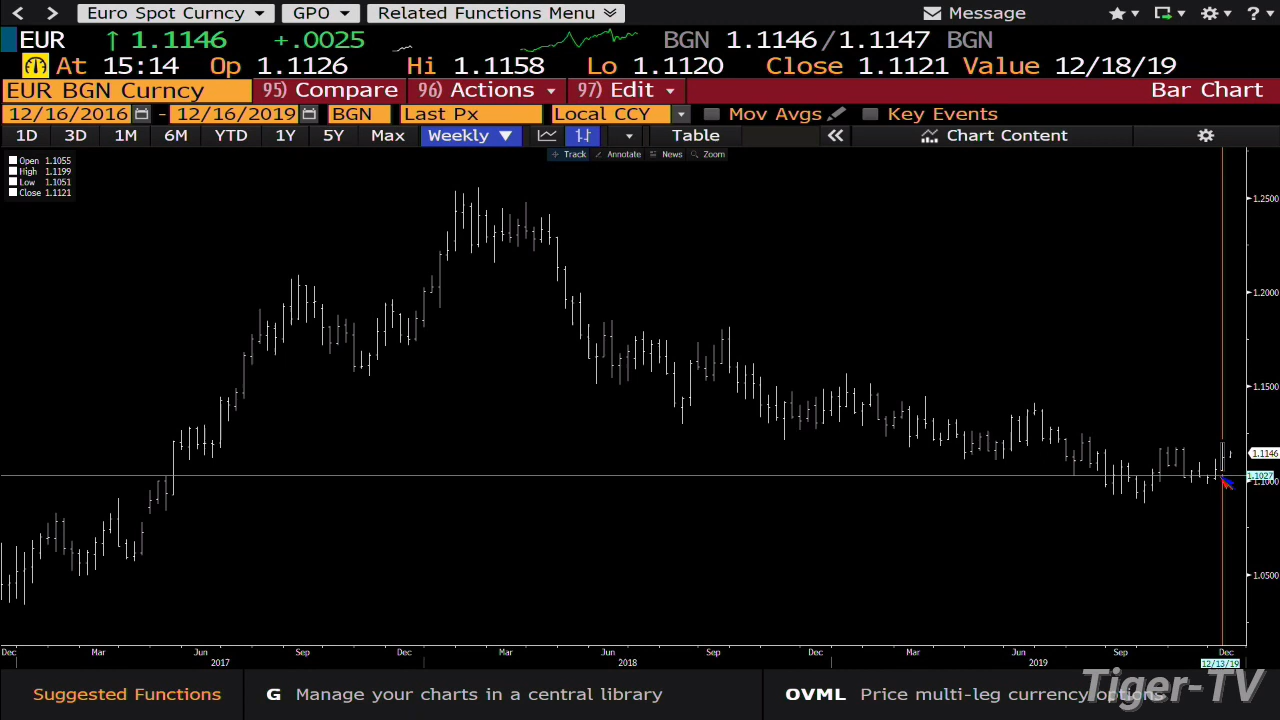 Euro Spot Curncy GPO Related Functions Menu Message ?
EUR ↑ 1.1146 +.0025 BGN 1.1146/1.1147 BGN
At 15:14 Op 1.1126 Hi 1.1158 Lo 1.1120 Close 1.1121 Value 12/18/19
EUR BGN Curncy 95) Compare 96) Actions 97) Edit Bar Chart
12/16/2016 - 12/16/2019 BGN Last Px Local CCY Mov Avgs Key Events
1D 3D 1M 6M YTD 1Y 5Y Max Weekly ▼ Table « Chart Content
Track Annotate News Zoom
Open 1.1055
High 1.1199
Low 1.1051
Close 1.1121
1.2500
1.2000
1.1500
1.1146
1.1027
1.1000
1.0500
Dec Mar Jun Sep Dec Mar Jun Sep Dec Mar Jun Sep Dec
2017 2018 2019 12/13/19
Suggested Functions G Manage your charts in a central library OVML Price multi-leg currency options
Tiger-TV